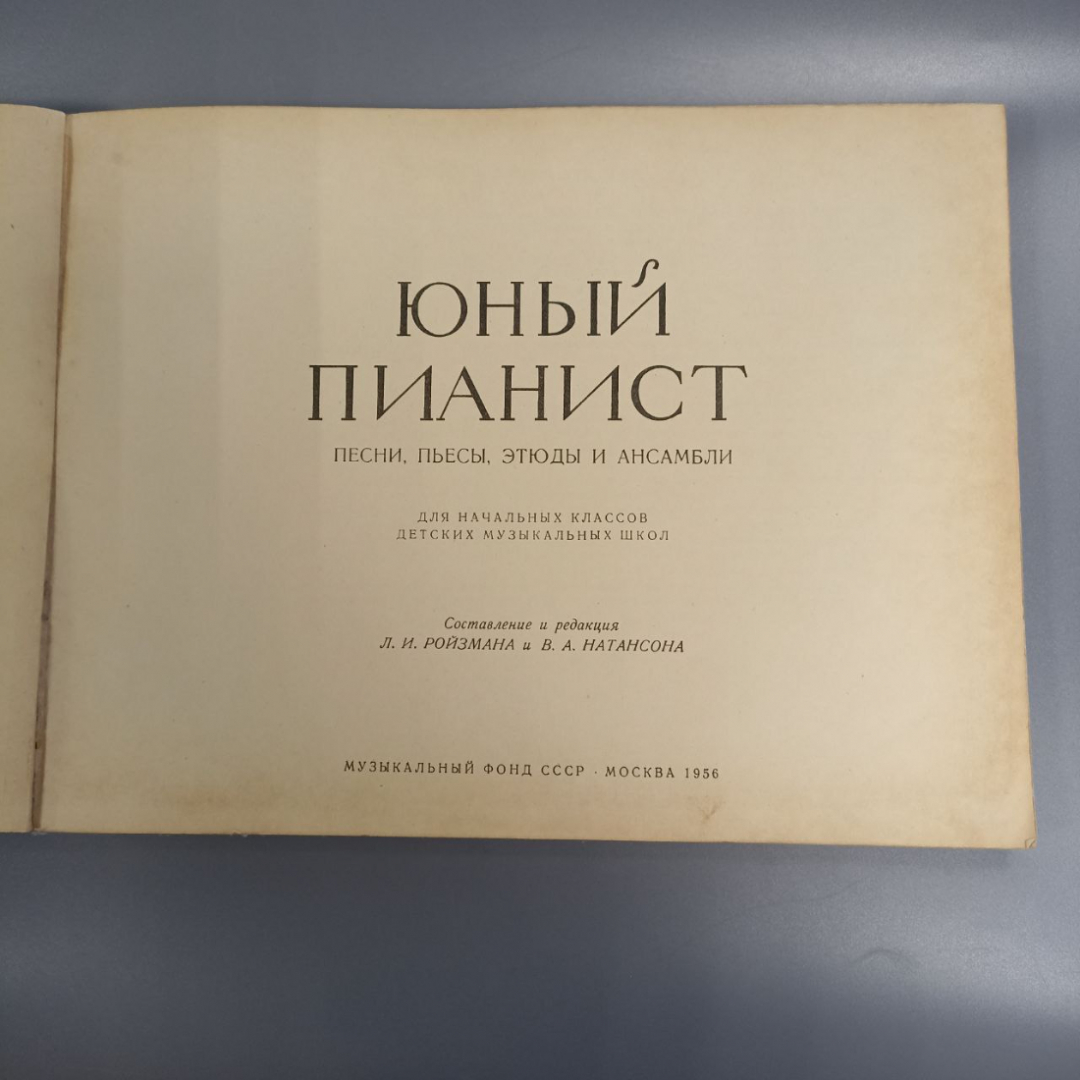 ЮНЫЙ
ПИАНИСТ
ПЕСНИ, ПЬЕСЫ, ЭТЮДЫ И АНСАМБЛИ
ДЛЯ НАЧАЛЬНЫХ КЛАССОВ
ДЕТСКИХ МУЗЫКАЛЬНЫХ ШКОЛ
Составление и редакция
Л. И. РОЙЗМАНА и В. А. НАТАНСОНА
МУЗЫКАЛЬНЫЙ ФОНД СССР · МОСКВА 1956